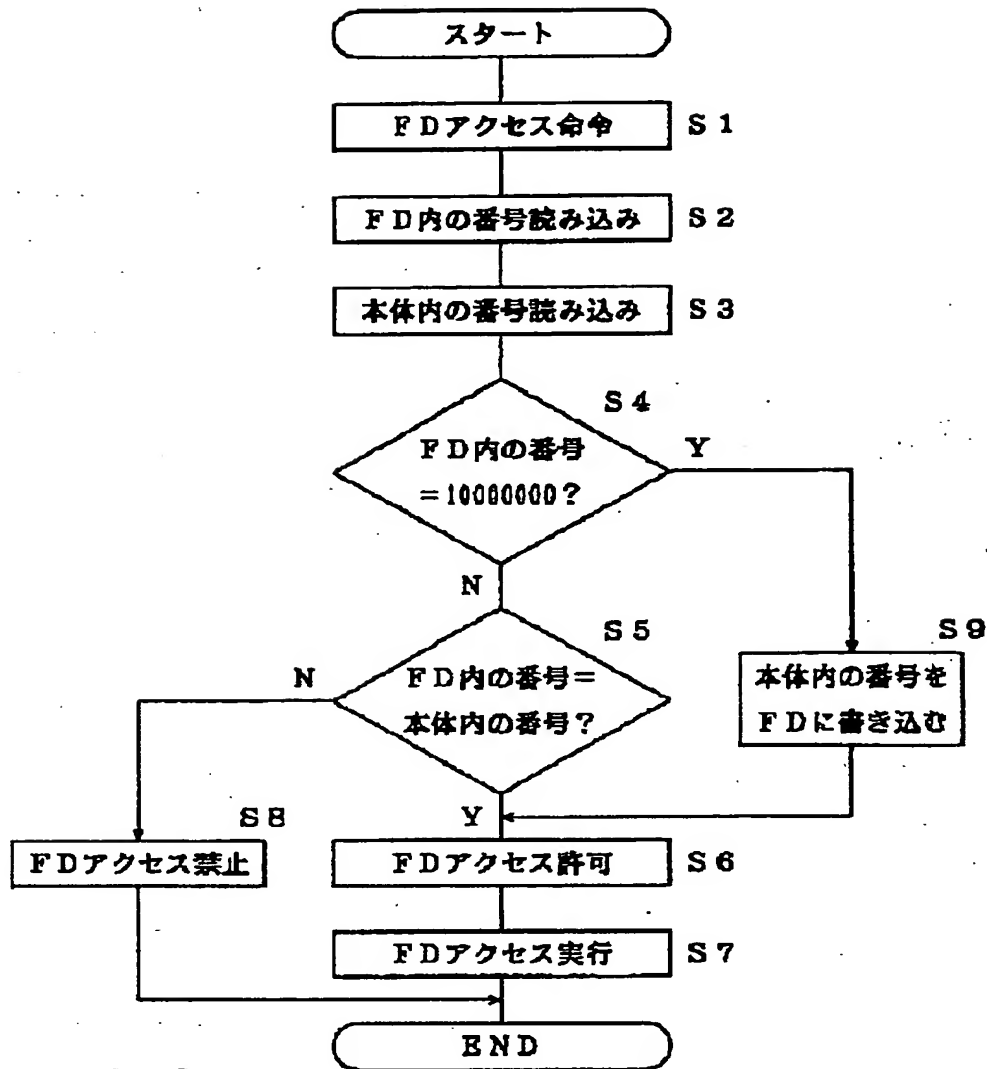 スタート
FDアクセス命令 S1
FD内の番号読み込み S2
本体内の番号読み込み S3
S4
FD内の番号
=10000000?
Y
N
S5
FD内の番号=
本体内の番号?
N
Y
S9
本体内の番号を
FDに書き込む
S8
FDアクセス禁止
FDアクセス許可 S6
FDアクセス実行 S7
END